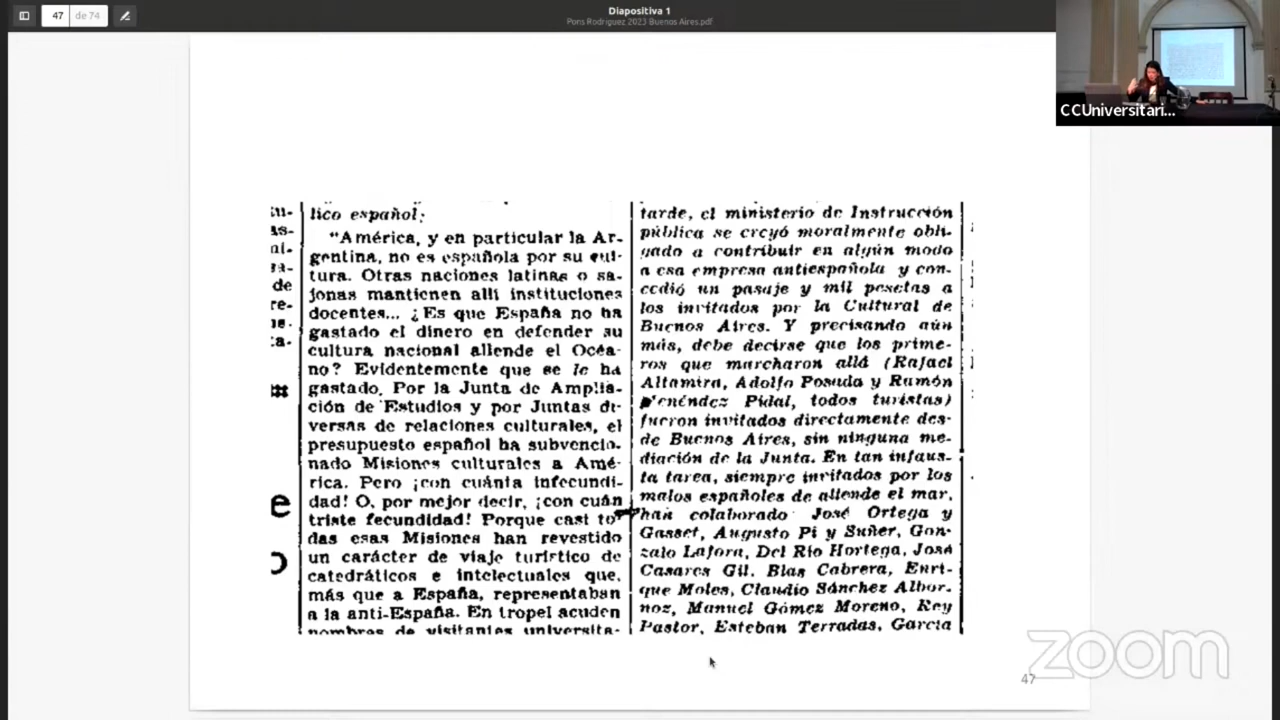 Diapositiva 1
Pons Rodriguez 2023 Buenos Aires.pdf
47 de 74
CCUniversitari...
lico español:
"América, y en particular la Ar-
gentina, no es española por su cul-
tura. Otras naciones latinas o sa-
jonas mantienen allí instituciones
docentes... ¿Es que España no ha
gastado el dinero en defender su
cultura nacional allende el Océa-
no? Evidentemente que se le ha
gastado. Por la Junta de Amplia-
ción de Estudios y por Juntas di-
versas de relaciones culturales, el
presupuesto español ha subvencio-
nado Misiones culturales a Amé-
rica. Pero ¡con cuánta infecundi-
dad! O, por mejor decir, ¡con cuán
triste fecundidad! Porque casi to-
das esas Misiones han revestido
un carácter de viaje turístico de
catedráticos e intelectuales que,
más que a España, representaban
a la anti-España. En tropel acuden
nombres de visitantes universita-
tarde, el ministerio de Instrucción
pública se creyó moralmente obli-
gado a contribuir en algún modo
a esa empresa antiespañola y con-
cedió un pasaje y mil pesetas a
los invitados por la Cultural de
Buenos Aires. Y precisando aún
más, debe decirse que los prime-
ros que marcharon allá (Rafael
Altamira, Adolfo Posada y Ramón
Menéndez Pidal, todos turistas)
fueron invitados directamente des-
de Buenos Aires, sin ninguna me-
diación de la Junta. En tan infaus-
ta tarea, siempre invitados por los
malos españoles de allende el mar,
han colaborado José Ortega y
Gasset, Augusto Pi y Suñer, Gon-
zalo Lafora, Del Río Hortega, José
Casares Gil, Blas Cabrera, Enri-
que Moles, Claudio Sánchez Albor-
noz, Manuel Gómez Moreno, Rey
Pastor, Esteban Terradas, García
zoom
47